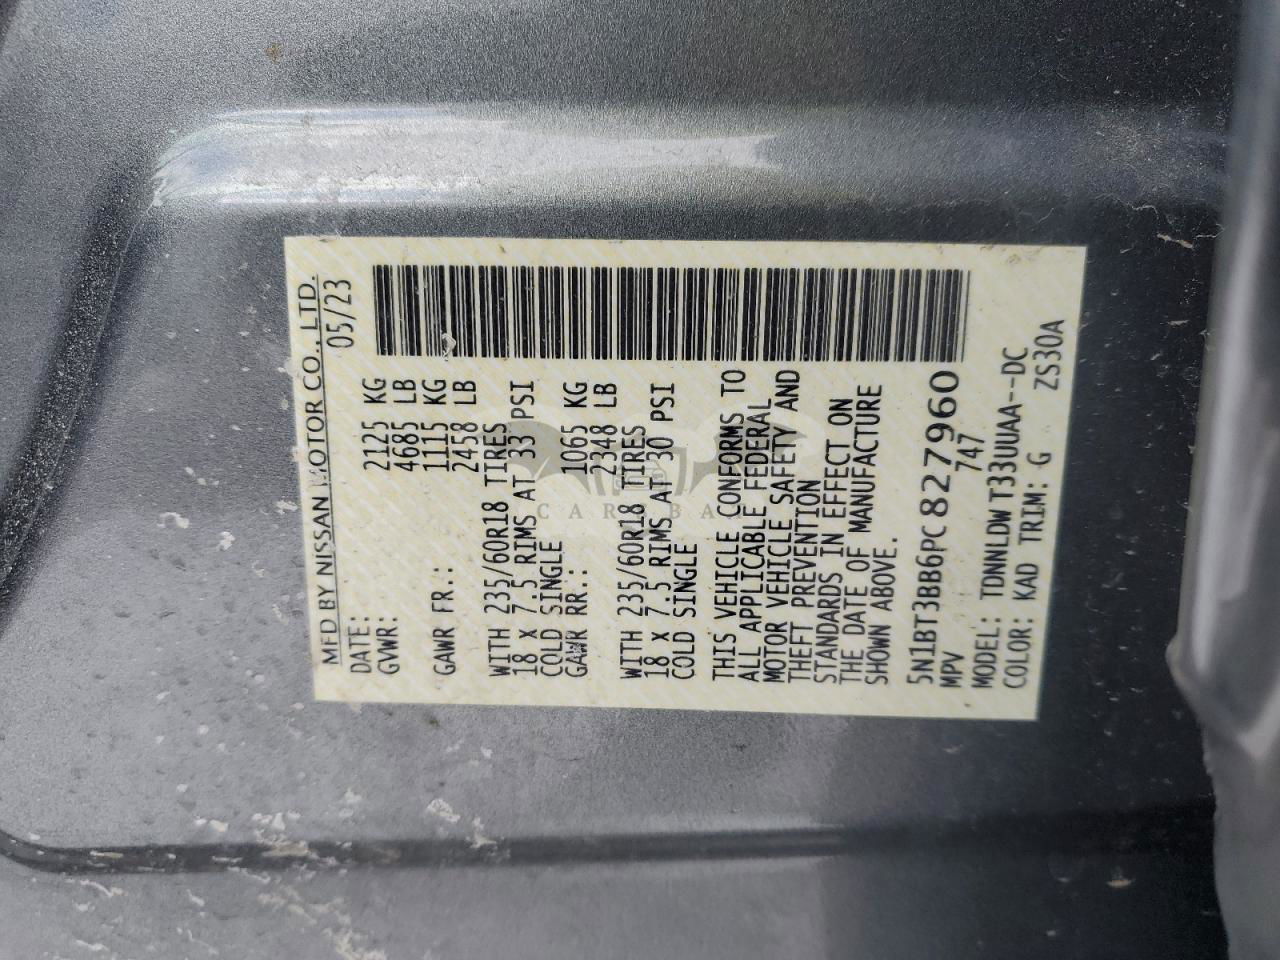 MFD BY NISSAN MOTOR CO., LTD.
DATE: 05/23
GVWR: 2125 KG
4685 LB
GAWR FR.: 1115 KG
2458 LB
WITH 235/60R18 TIRES
18 X 7.5 RIMS AT 33 PSI
COLD SINGLE
GAWR RR.: 1065 KG
2348 LB
WITH 235/60R18 TIRES
18 X 7.5 RIMS AT 30 PSI
COLD SINGLE
THIS VEHICLE CONFORMS TO
ALL APPLICABLE FEDERAL
MOTOR VEHICLE SAFETY AND
THEFT PREVENTION
STANDARDS IN EFFECT ON
THE DATE OF MANUFACTURE
SHOWN ABOVE.
5N1BT3BB6PC827960
MPV 747
MODEL: TDNNLDW T33UUAA--DC
COLOR: KAD TRIM: G ZS30A
CARSBAT